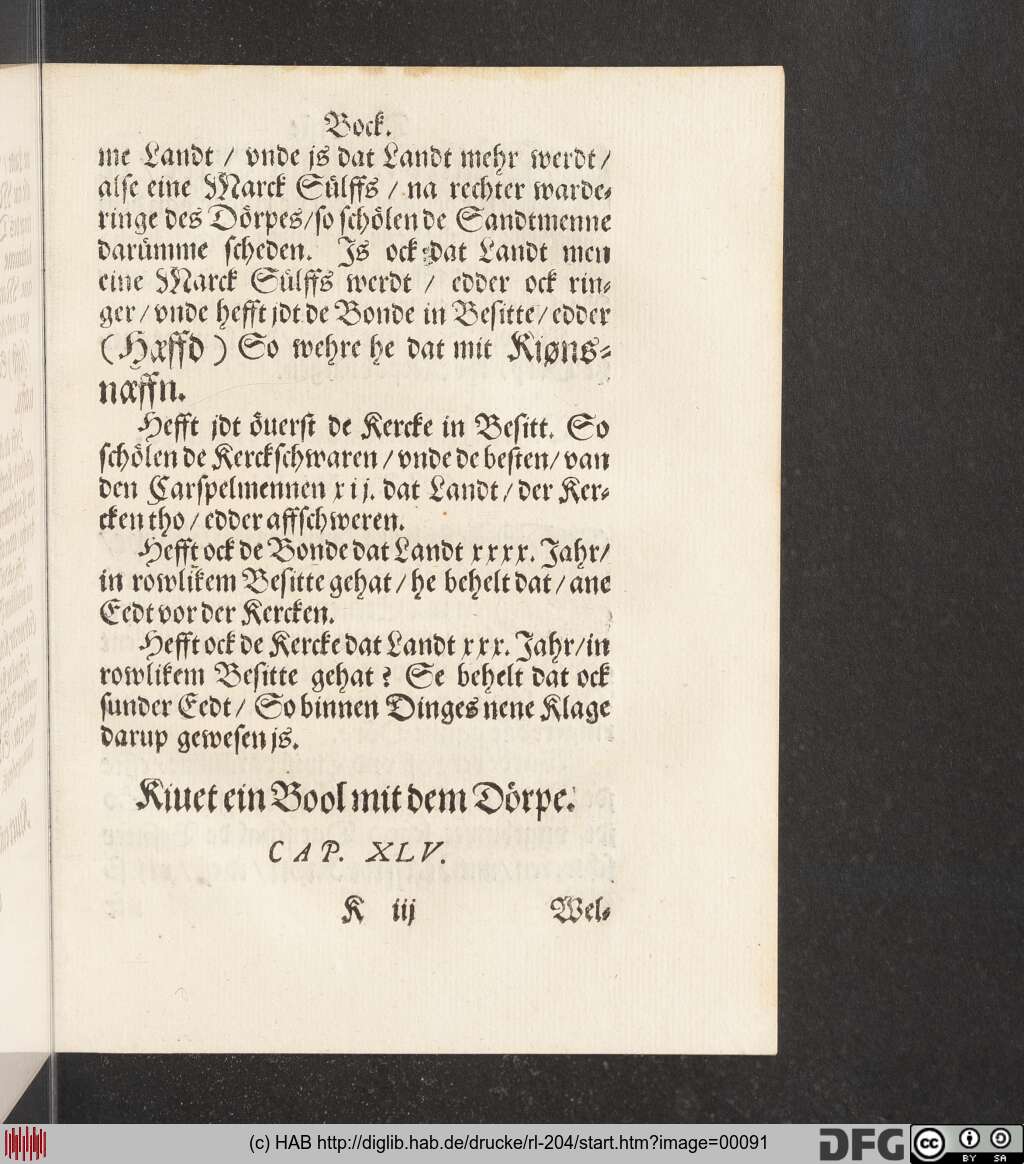 Bock.
me Landt / vnde js dat Landt mehr werdt /
alse eine Marck Sülffs / na rechter warde⸗
ringe des Dörpes / so schölen de Sandtmenne
darümme scheden. Js ock dat Landt men
eine Marck Sülffs werdt / edder ock rin⸗
ger / vnde hefft jdt de Bonde in Besitte / edder
(Hæffd) So wehre he dat mit Kiøns⸗
næffn.
Hefft jdt öuerst de Kercke in Besitt. So
schölen de Kerckschwaren / vnde de besten / van
den Carspelmennen xij. dat Landt / der Ker⸗
cken tho / edder affschweren.
Hefft ock de Bonde dat Landt xxxx. Jahr /
in rowlikem Besitte gehat / he behelt dat / ane
Eedt vor der Kercken.
Hefft ock de Kercke dat Landt xxx. Jahr / in
rowlikem Besitte gehat? Se behelt dat ock
sunder Eedt / So binnen Dinges nene Klage
darup gewesen js.
Kiuet ein Bool mit dem Dörpe.
CAP. XLV.
K iij Wel⸗
(c) HAB http://diglib.hab.de/drucke/rl-204/start.htm?image=00091
DFG cc BY SA